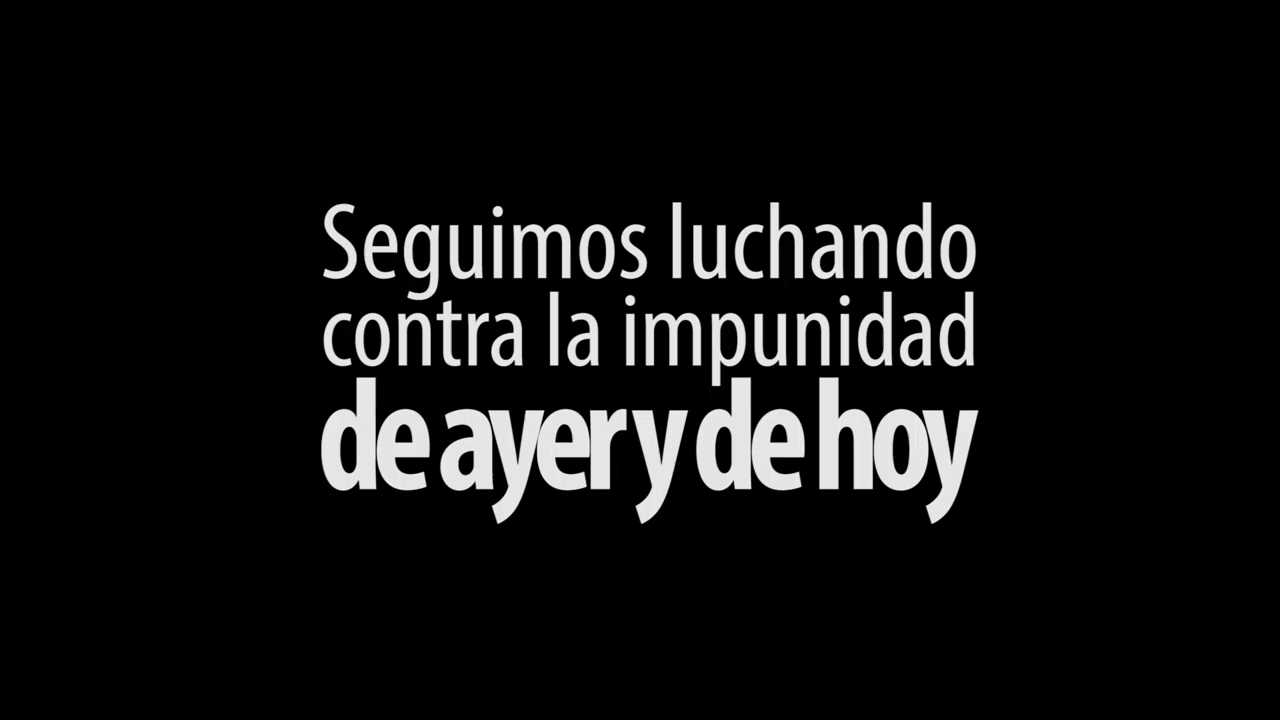 Seguimos luchando
contra la impunidad
de ayer y de hoy